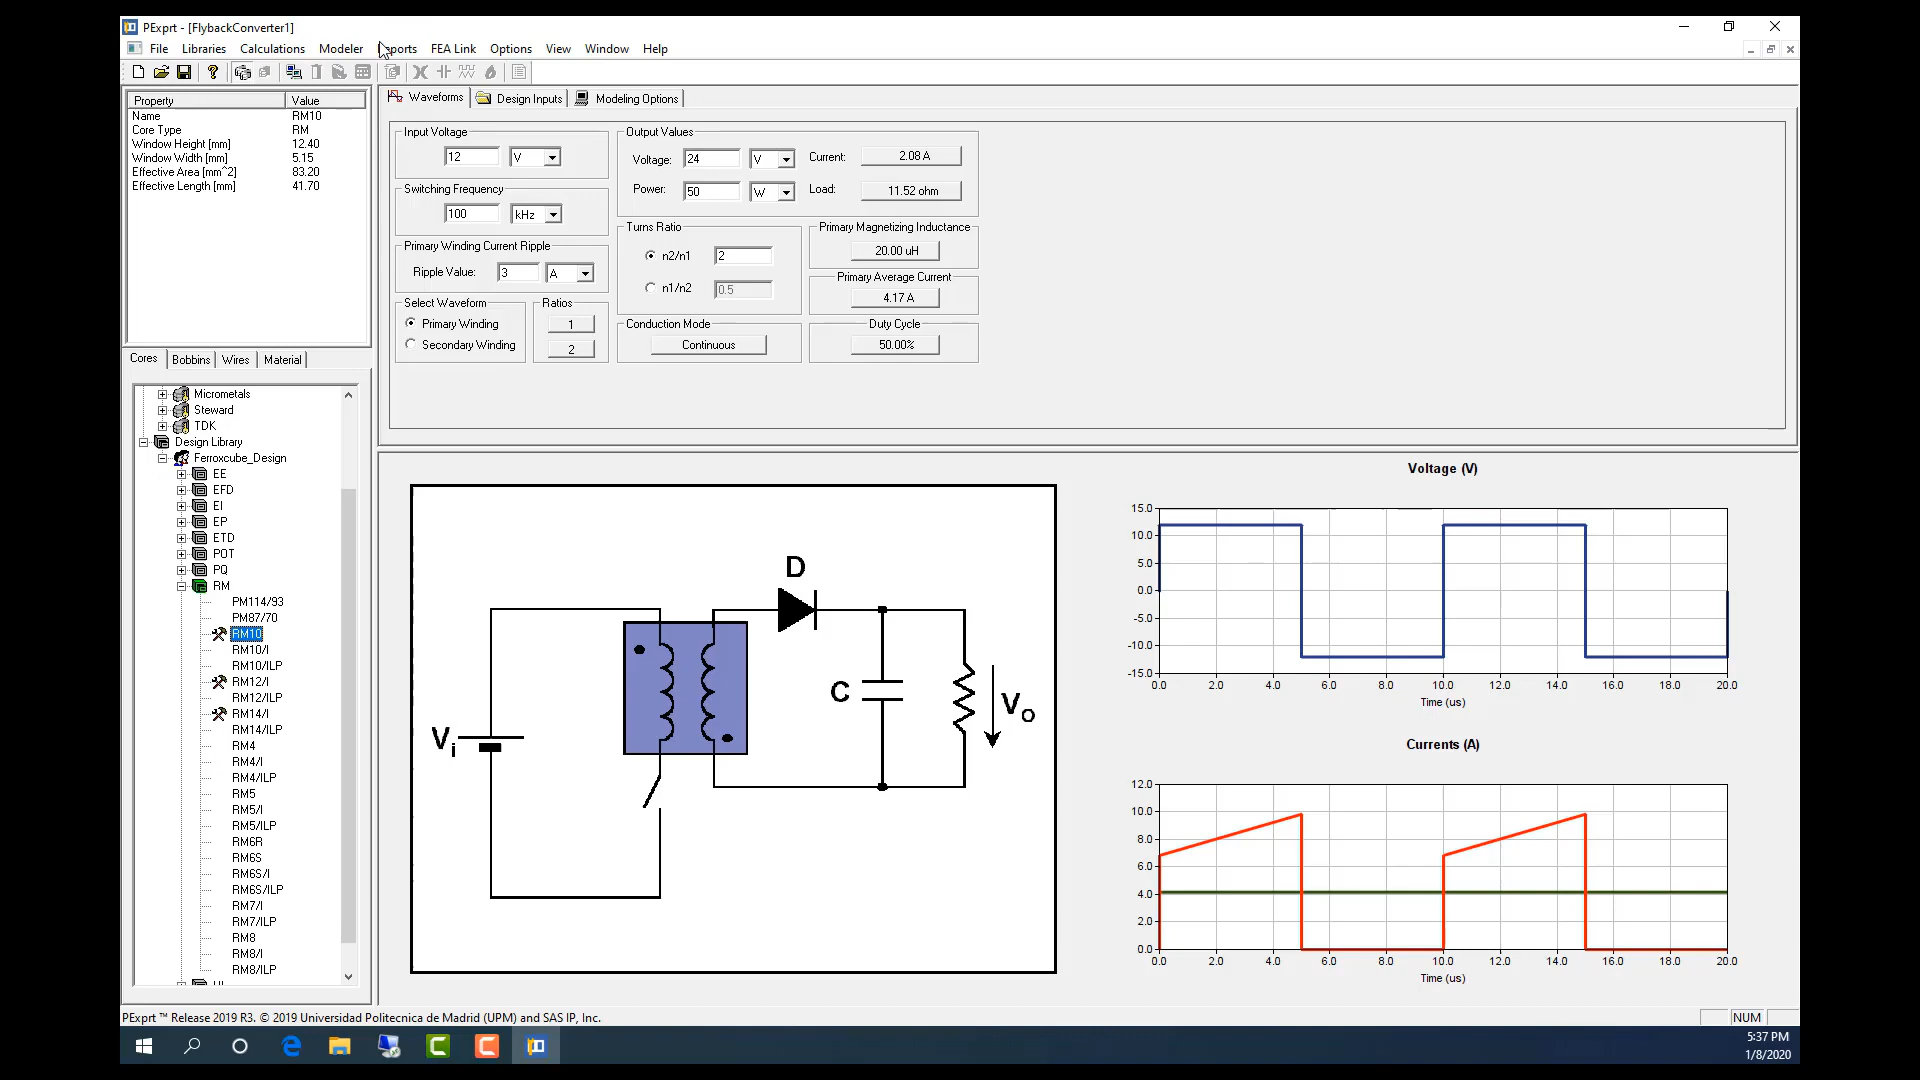 PExprt - [FlybackConverter1]
File Libraries Calculations Modeler Reports FEA Link Options View Window Help
Property Value
Name RM10
Core Type RM
Window Height [mm] 12.40
Window Width [mm] 5.15
Effective Area [mm^2] 83.20
Effective Length [mm] 41.70
Cores Bobbins Wires Material
Micrometals
Steward
TDK
Design Library
Ferroxcube_Design
EE
EFD
EI
EP
ETD
POT
PQ
RM
PM114/93
PM87/70
RM10
RM10/I
RM10/ILP
RM12/I
RM12/ILP
RM14/I
RM14/ILP
RM4
RM4/I
RM4/ILP
RM5
RM5/I
RM5/ILP
RM6R
RM6S
RM6S/I
RM6S/ILP
RM7/I
RM7/ILP
RM8
RM8/I
RM8/ILP
Waveforms Design Inputs Modeling Options
Input Voltage
12 V
Switching Frequency
100 kHz
Primary Winding Current Ripple
Ripple Value: 3 A
Select Waveform
Primary Winding
Secondary Winding
Ratios
1
2
Output Values
Voltage: 24 V Current: 2.08 A
Power: 50 W Load: 11.52 ohm
Turns Ratio
n2/n1 2
n1/n2 0.5
Conduction Mode
Continuous
Primary Magnetizing Inductance
20.00 uH
Primary Average Current
4.17 A
Duty Cycle
50.00%
D
C
Vi
Vo
Voltage (V)
15.0
10.0
5.0
0.0
-5.0
-10.0
-15.0
0.0 2.0 4.0 6.0 8.0 10.0 12.0 14.0 16.0 18.0 20.0
Time (us)
Currents (A)
12.0
10.0
8.0
6.0
4.0
2.0
0.0
0.0 2.0 4.0 6.0 8.0 10.0 12.0 14.0 16.0 18.0 20.0
Time (us)
PExprt ™ Release 2019 R3. © 2019 Universidad Politecnica de Madrid (UPM) and SAS IP, Inc.
NUM
5:37 PM
1/8/2020